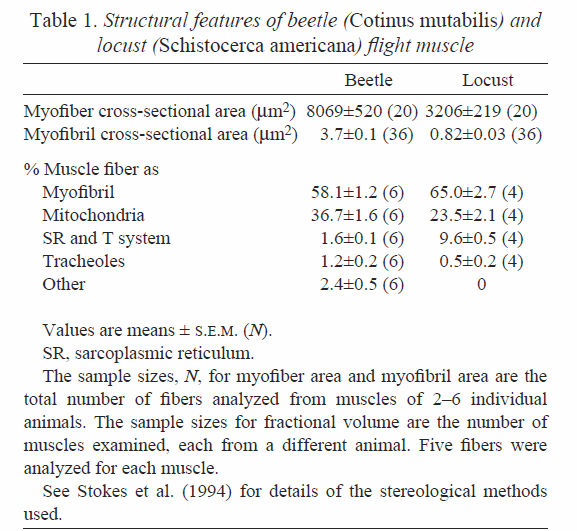 Table 1. Structural features of beetle (Cotinus mutabilis) and
locust (Schistocerca americana) flight muscle
Beetle Locust
Myofiber cross-sectional area (μm2) 8069±520 (20) 3206±219 (20)
Myofibril cross-sectional area (μm2) 3.7±0.1 (36) 0.82±0.03 (36)
% Muscle fiber as
Myofibril 58.1±1.2 (6) 65.0±2.7 (4)
Mitochondria 36.7±1.6 (6) 23.5±2.1 (4)
SR and T system 1.6±0.1 (6) 9.6±0.5 (4)
Tracheoles 1.2±0.2 (6) 0.5±0.2 (4)
Other 2.4±0.5 (6) 0
Values are means ± S.E.M. (N).
SR, sarcoplasmic reticulum.
The sample sizes, N, for myofiber area and myofibril area are the
total number of fibers analyzed from muscles of 2–6 individual
animals. The sample sizes for fractional volume are the number of
muscles examined, each from a different animal. Five fibers were
analyzed for each muscle.
See Stokes et al. (1994) for details of the stereological methods
used.